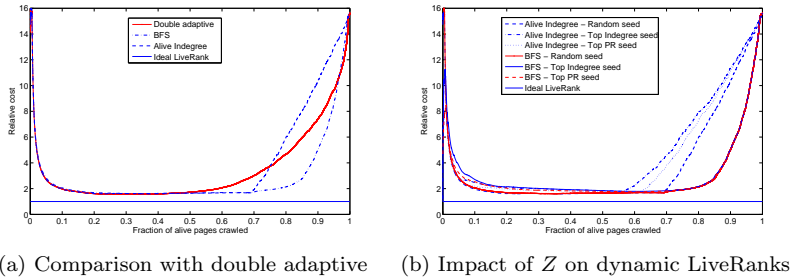 16
14
12
10
8
6
4
2
0
Relative cost
Double adaptive
BFS
Alive Indegree
Ideal LiveRank
0 0.1 0.2 0.3 0.4 0.5 0.6 0.7 0.8 0.9 1
Fraction of alive pages crawled
16
14
12
10
8
6
4
2
0
Relative cost
Alive Indegree − Random seed
Alive Indegree − Top Indegree seed
Alive Indegree − Top PR seed
BFS − Random seed
BFS − Top Indegree seed
BFS − Top PR seed
Ideal LiveRank
0 0.1 0.2 0.3 0.4 0.5 0.6 0.7 0.8 0.9 1
Fraction of alive pages crawled
(a) Comparison with double adaptive
(b) Impact of Z on dynamic LiveRanks